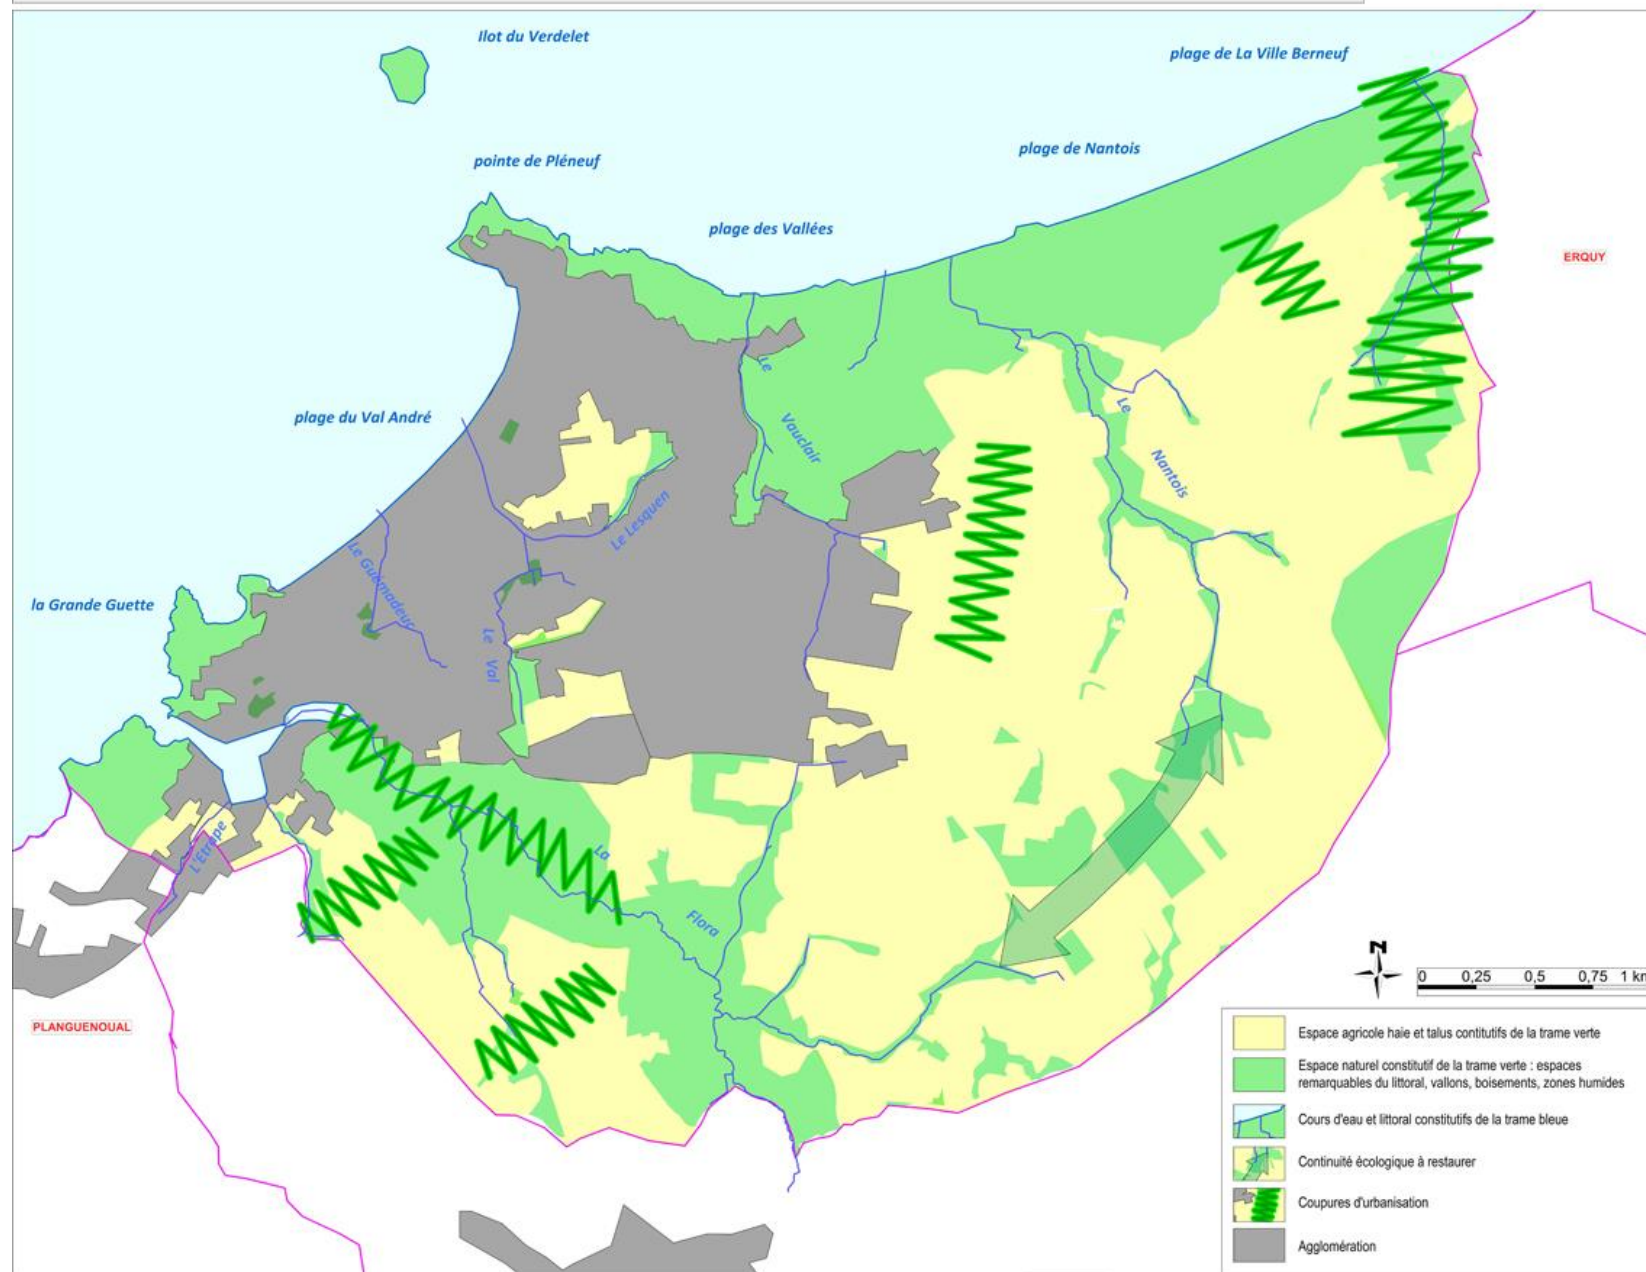 Ilot du Verdelet
plage de La Ville Berneuf
pointe de Pléneuf
plage de Nantois
plage des Vallées
ERQUY
Le
Vauclair
plage du Val André
Le
Nantois
Le Lesquen
Le Guémadeuc
la Grande Guette
Le Val
L'Etrape
La
Flora
PLANGUENOUAL
N
0 0,25 0,5 0,75 1 km
Espace agricole haie et talus contitutifs de la trame verte
Espace naturel constitutif de la trame verte : espaces
remarquables du littoral, vallons, boisements, zones humides
Cours d'eau et littoral constitutifs de la trame bleue
Continuité écologique à restaurer
Coupures d'urbanisation
Agglomération